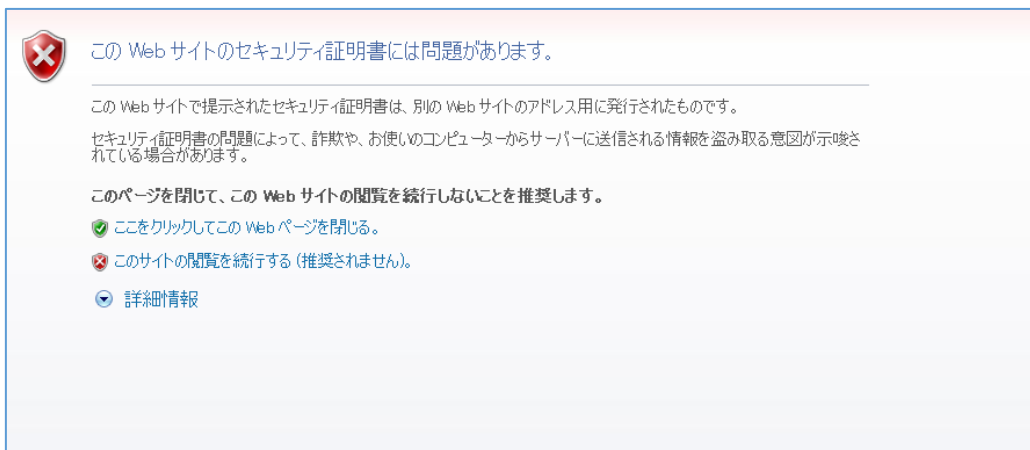 この Web サイトのセキュリティ証明書には問題があります。
この Web サイトで提示されたセキュリティ証明書は、別の Web サイトのアドレス用に発行されたものです。
セキュリティ証明書の問題によって、詐欺や、お使いのコンピューターからサーバーに送信される情報を盗み取る意図が示唆さ
れている場合があります。
このページを閉じて、この Web サイトの閲覧を続行しないことを推奨します。
ここをクリックしてこの Web ページを閉じる。
このサイトの閲覧を続行する (推奨されません)。
詳細情報